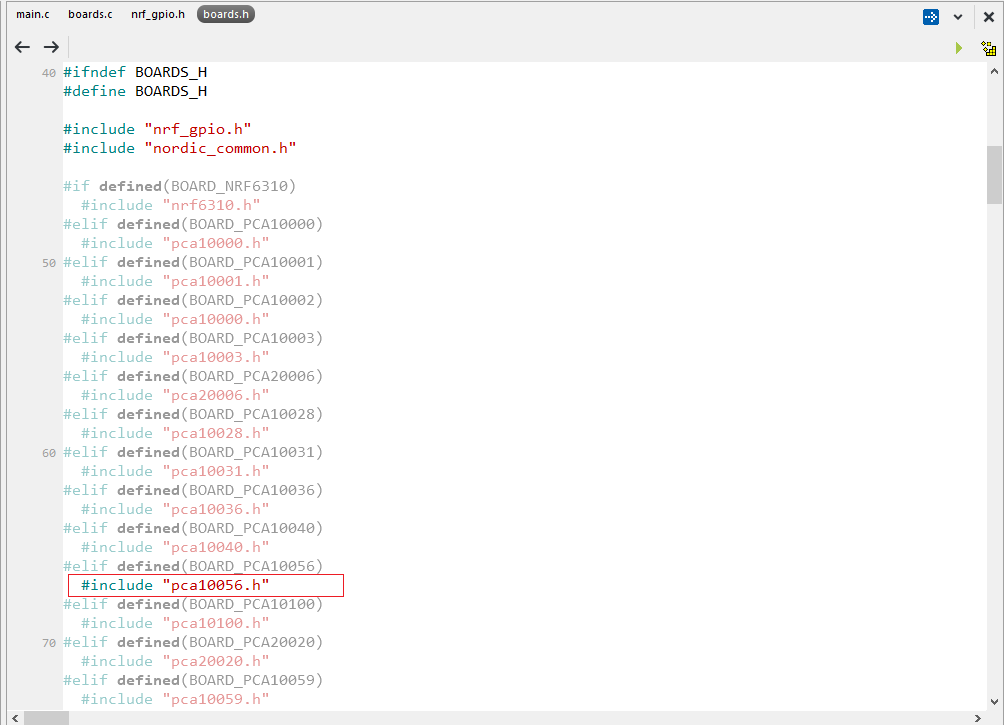 main.c boards.c nrf_gpio.h boards.h
40 #ifndef BOARDS_H
#define BOARDS_H
#include "nrf_gpio.h"
#include "nordic_common.h"
#if defined(BOARD_NRF6310)
#include "nrf6310.h"
#elif defined(BOARD_PCA10000)
#include "pca10000.h"
50 #elif defined(BOARD_PCA10001)
#include "pca10001.h"
#elif defined(BOARD_PCA10002)
#include "pca10000.h"
#elif defined(BOARD_PCA10003)
#include "pca10003.h"
#elif defined(BOARD_PCA20006)
#include "pca20006.h"
#elif defined(BOARD_PCA10028)
#include "pca10028.h"
60 #elif defined(BOARD_PCA10031)
#include "pca10031.h"
#elif defined(BOARD_PCA10036)
#include "pca10036.h"
#elif defined(BOARD_PCA10040)
#include "pca10040.h"
#elif defined(BOARD_PCA10056)
#include "pca10056.h"
#elif defined(BOARD_PCA10100)
#include "pca10100.h"
70 #elif defined(BOARD_PCA20020)
#include "pca20020.h"
#elif defined(BOARD_PCA10059)
#include "pca10059.h"